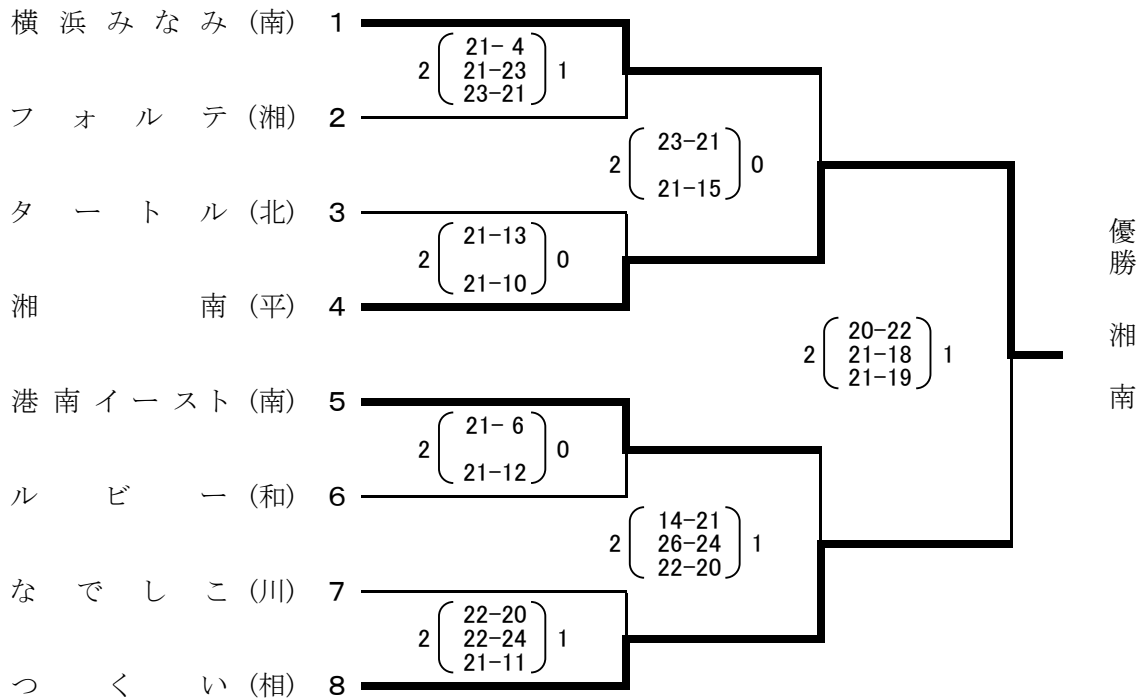 横浜みなみ (南) 1
2 21- 4 1
21-23
23-21
フォルテ (湘) 2
2 23-21 0
21-15
タートル (北) 3
2 21-13 0
21-10
湘南 (平) 4
優勝 湘南
2 20-22 1
21-18
21-19
港南イースト (南) 5
2 21- 6 0
21-12
ルビー (和) 6
2 14-21 1
26-24
22-20
なでしこ (川) 7
2 22-20 1
22-24
21-11
つくい (相) 8